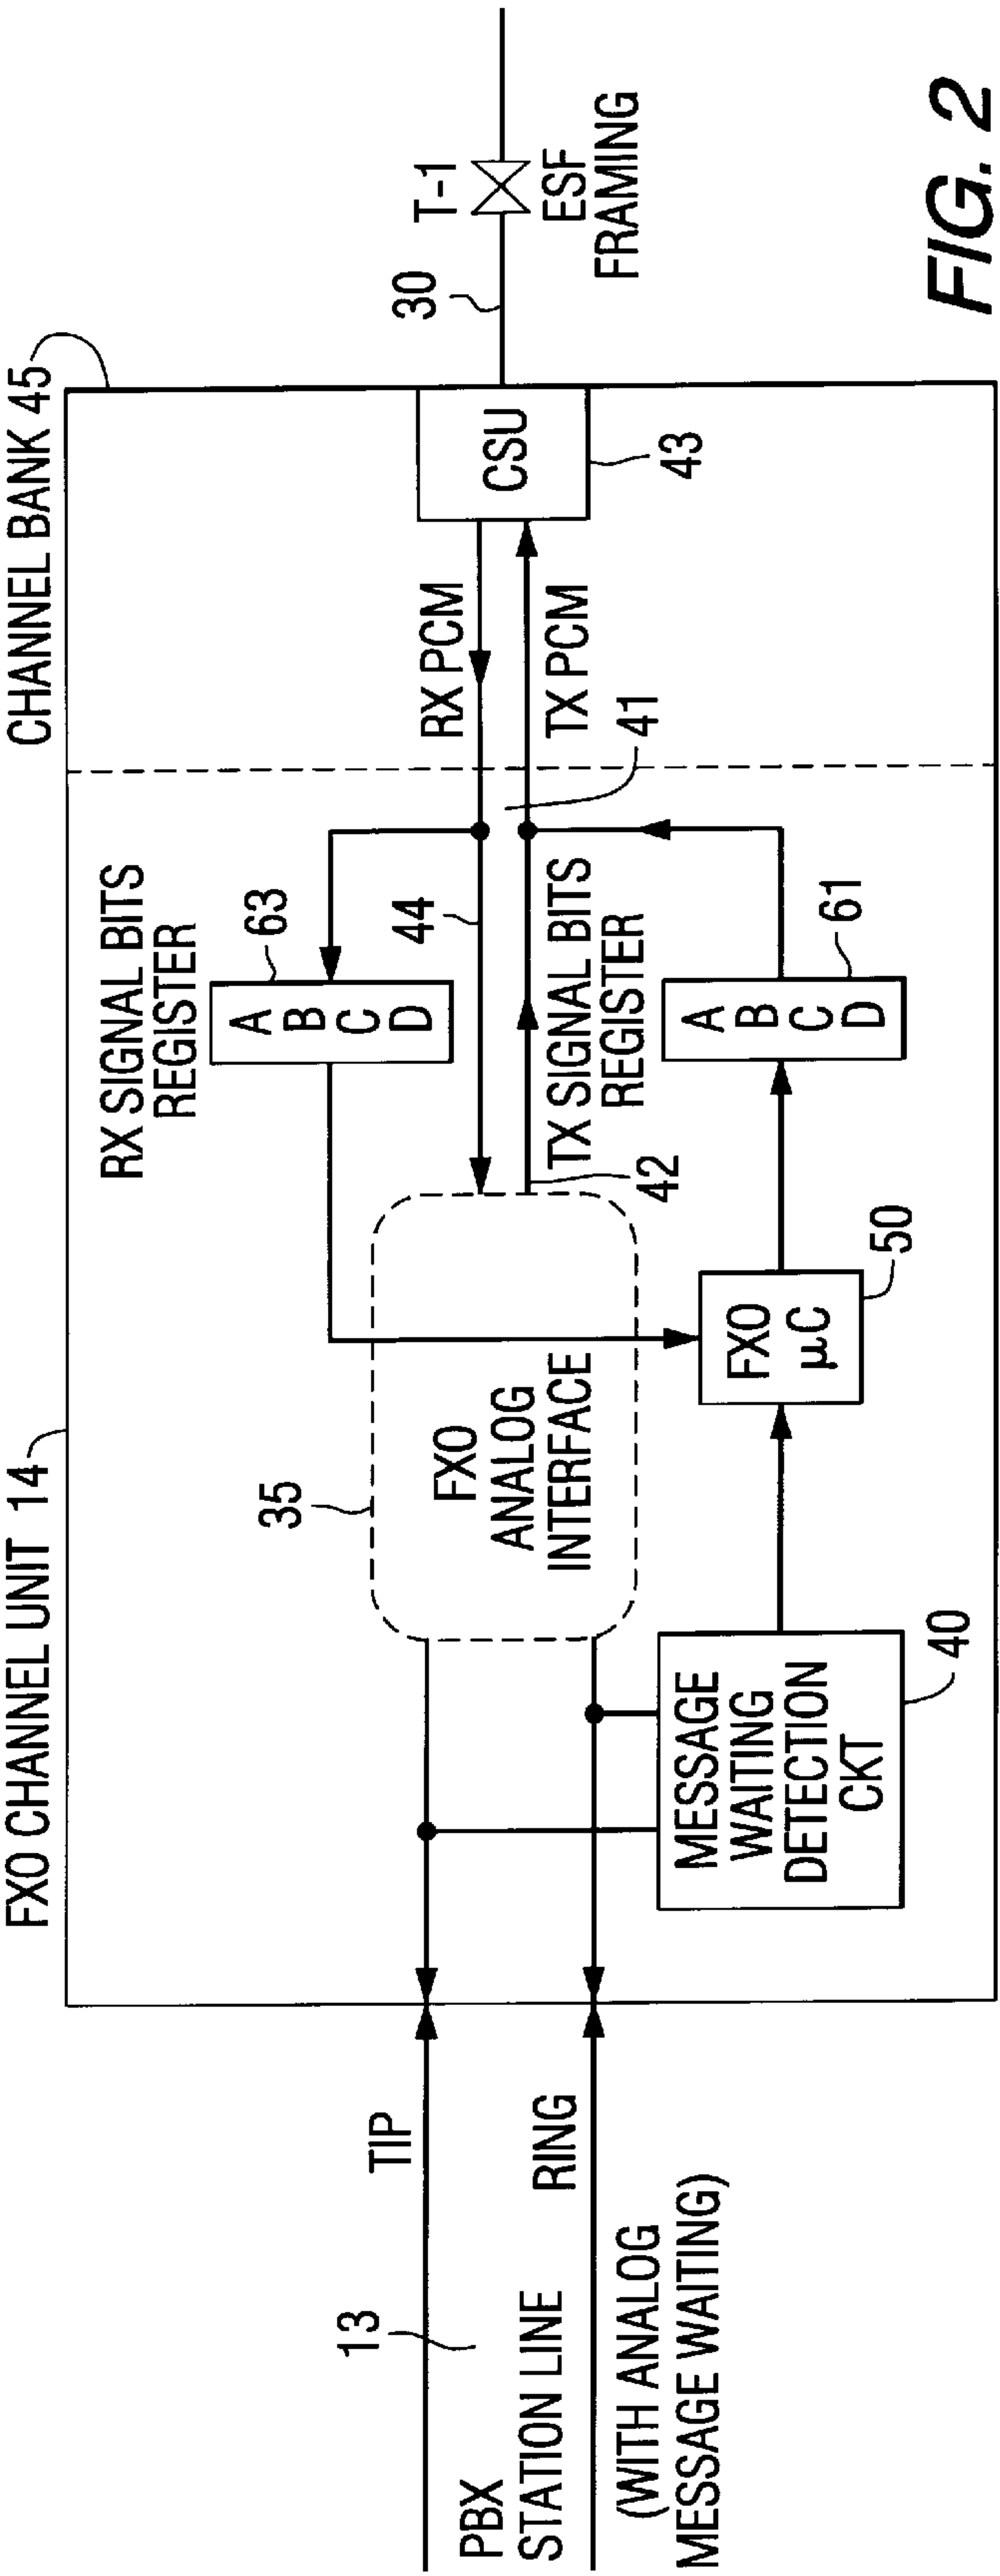 FXO CHANNEL UNIT 14
CHANNEL BANK 45
RX SIGNAL BITS
REGISTER
A
B
C
D
63
35
FXO
ANALOG
INTERFACE
44
RX PCM
TX PCM
41
42
TX SIGNAL BITS
REGISTER
A
B
C
D
61
FXO
µC
50
MESSAGE
WAITING
DETECTION
CKT
40
CSU
43
30
T-1
ESF
FRAMING
TIP
13
PBX
STATION LINE
RING
(WITH ANALOG
MESSAGE WAITING)
FIG. 2